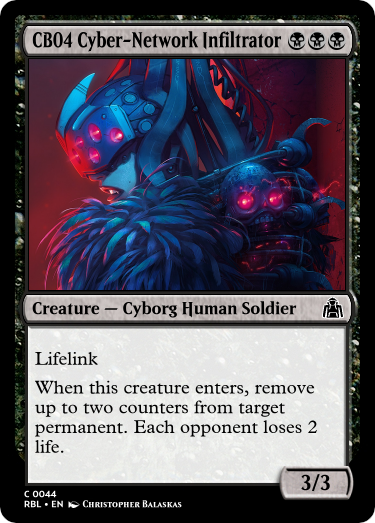 CB04 Cyber-Network Infiltrator
Creature — Cyborg Human Soldier
Lifelink
When this creature enters, remove
up to two counters from target
permanent. Each opponent loses 2
life.
3/3
C 0044
RBL • EN Christopher Balaskas